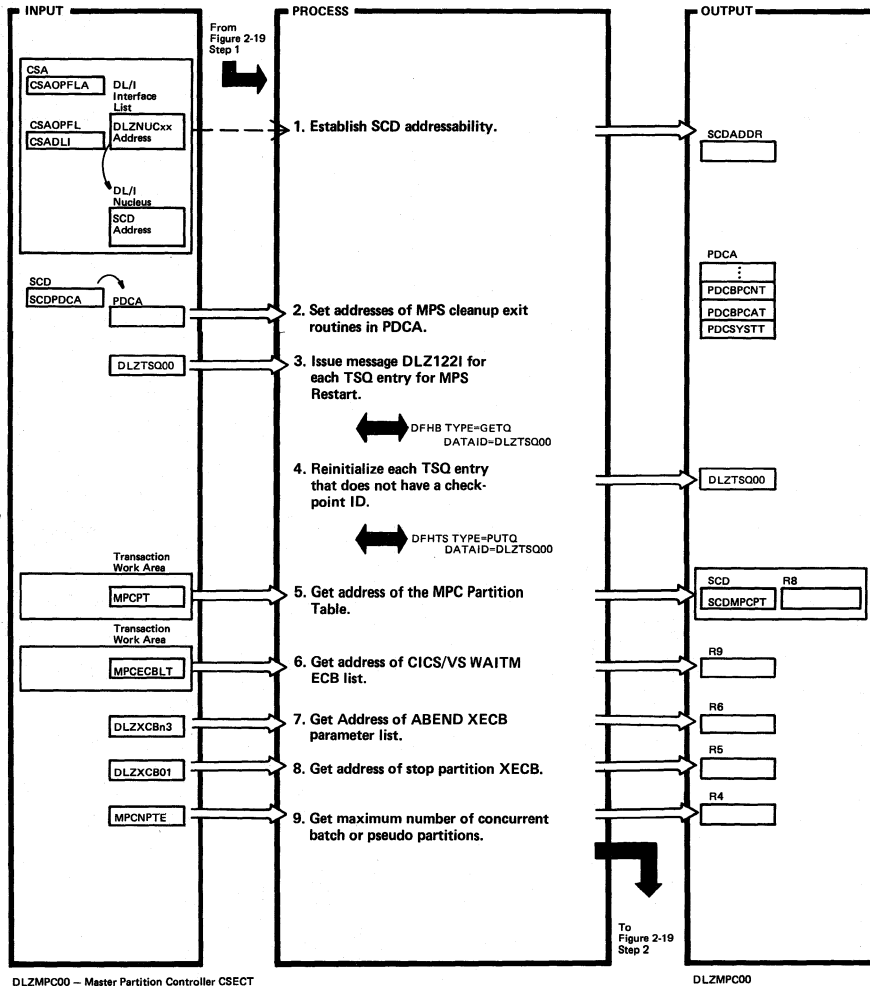 INPUT
PROCESS
OUTPUT
From
Figure 2-19
Step 1
CSA
CSAOPFLA
DL/I
Interface
List
CSAOPFL
CSADLI
DLZNUCxx
Address
DL/I
Nucleus
SCD
Address
1. Establish SCD addressability.
SCDADDR
SCD
SCDPDCA
PDCA
2. Set addresses of MPS cleanup exit
routines in PDCA.
PDCA
PDCBPCNT
PDCBPCAT
PDCSYSTT
DLZTSQ00
3. Issue message DLZ122I for
each TSQ entry for MPS
Restart.
DFHB TYPE=GETQ
DATAID=DLZTSQ00
4. Reinitialize each TSQ entry
that does not have a check-
point ID.
DLZTSQ00
DFHTS TYPE=PUTQ
DATAID=DLZTSQ00
Transaction
Work Area
MPCPT
5. Get address of the MPC Partition
Table.
SCD
R8
SCDMPCPT
Transaction
Work Area
MPCECBLT
6. Get address of CICS/VS WAITM
ECB list.
R9
DLZXCBn3
7. Get Address of ABEND XECB
parameter list.
R6
DLZXCB01
8. Get address of stop partition XECB.
R5
MPCNPTE
9. Get maximum number of concurrent
batch or pseudo partitions.
R4
To
Figure 2-19
Step 2
DLZMPC00 – Master Partition Controller CSECT
DLZMPC00